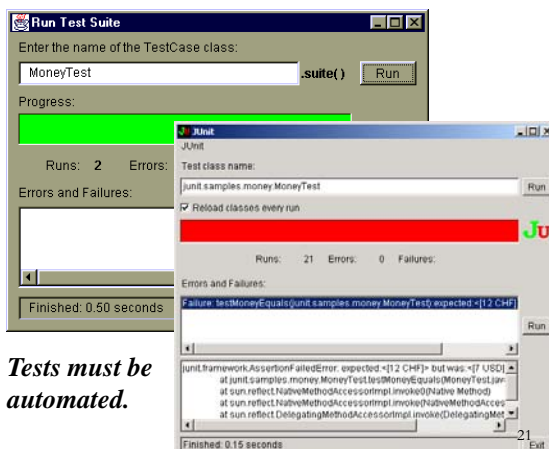 Run Test Suite
Enter the name of the TestCase class:
MoneyTest .suite( ) Run
Progress:
Runs: 2 Errors:
Errors and Failures:
Finished: 0.50 seconds
JUnit
JUnit
Test class name:
junit.samples.money.MoneyTest Run
Reload classes every run
Ju
Runs: 21 Errors: 0 Failures:
Errors and Failures:
Failure: testMoneyEquals(junit.samples.money.MoneyTest):expected:<[12 CHF]
Run
junit.framework.AssertionFailedError: expected:<[12 CHF]> but was:<[7 USD]
at junit.samples.money.MoneyTest.testMoneyEquals(MoneyTest.jav
at sun.reflect.NativeMethodAccessorImpl.invoke0(Native Method)
at sun.reflect.NativeMethodAccessorImpl.invoke(NativeMethodAcces
at sun.reflect.DelegatingMethodAccessorImpl.invoke(DelegatingMet
Finished: 0.15 seconds Exit
Tests must be
automated.
21